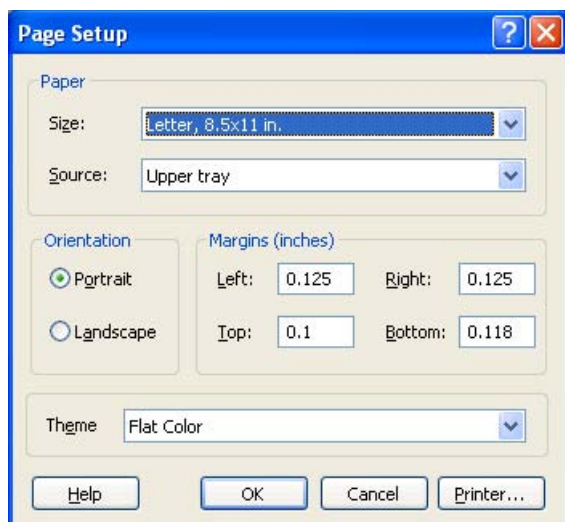 Page Setup
Paper
Size: Letter, 8.5x11 in.
Source: Upper tray
Orientation
Portrait
Landscape
Margins (inches)
Left: 0.125 Right: 0.125
Top: 0.1 Bottom: 0.118
Theme Flat Color
Help OK Cancel Printer...